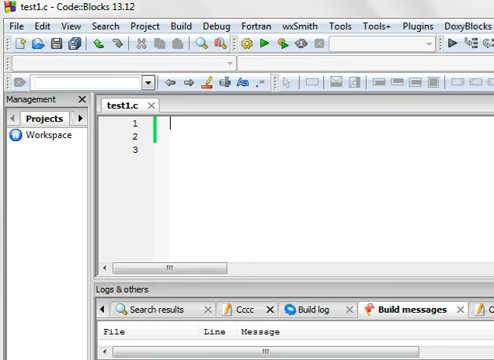 test1.c - Code::Blocks 13.12
File Edit View Search Project Build Debug Fortran wxSmith Tools Tools+ Plugins DoxyBlocks
Management
Projects
Workspace
test1.c
1
2
3
Logs & others
Search results Cccc Build log Build messages C
File Line Message